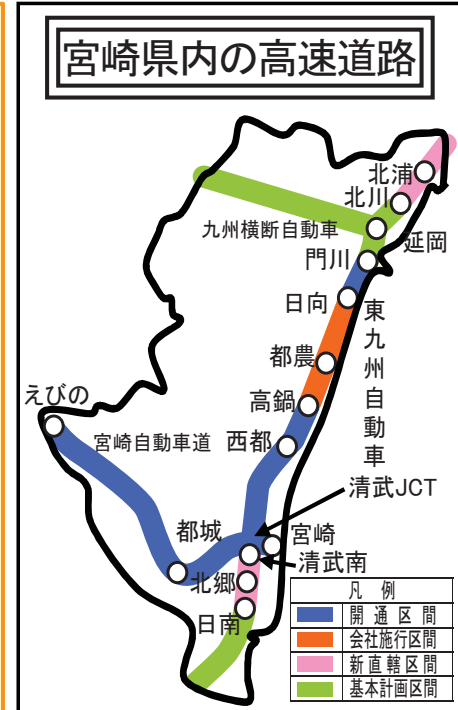 宮崎県内の高速道路
北浦
北川
九州横断自動車
延岡
門川
日向
東九州自動車
都農
えびの
高鍋
宮崎自動車道
西都
清武JCT
都城
宮崎
清武南
北郷
日南
凡 例
開通区間
会社施行区間
新直轄区間
基本計画区間